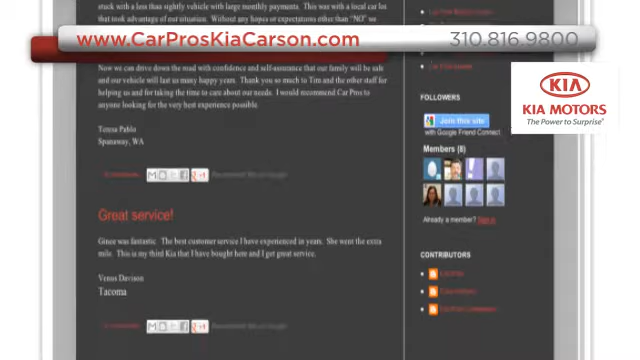 stuck with a less than sightly vehicle with large monthly payments. This was with a local car lot
that took advantage of our situation. Without any hopes or expectations other than "NO" we
www.CarProsKiaCarson.com
310.816.9800
Now we can drive down the road with confidence and self-assurance that our family will be safe
and our vehicle will last us many happy years. Thank you so much to Tim and the other staff for
helping us and for taking the time to care about our needs. I would recommend Car Pros to
anyone looking for the very best experience possible
Teresa Pablo
Spanaway, WA
Great service!
Ginee was fantastic. The best customer service I have experienced in years. She went the extra
mile. This is my third Kia that I have bought here and I get great service.
Venus Davison
Tacoma
KIA
KIA MOTORS
The Power to Surprise
FOLLOWERS
Join this site
with Google Friend Connect
Members (8)
Already a member? Sign in
CONTRIBUTORS